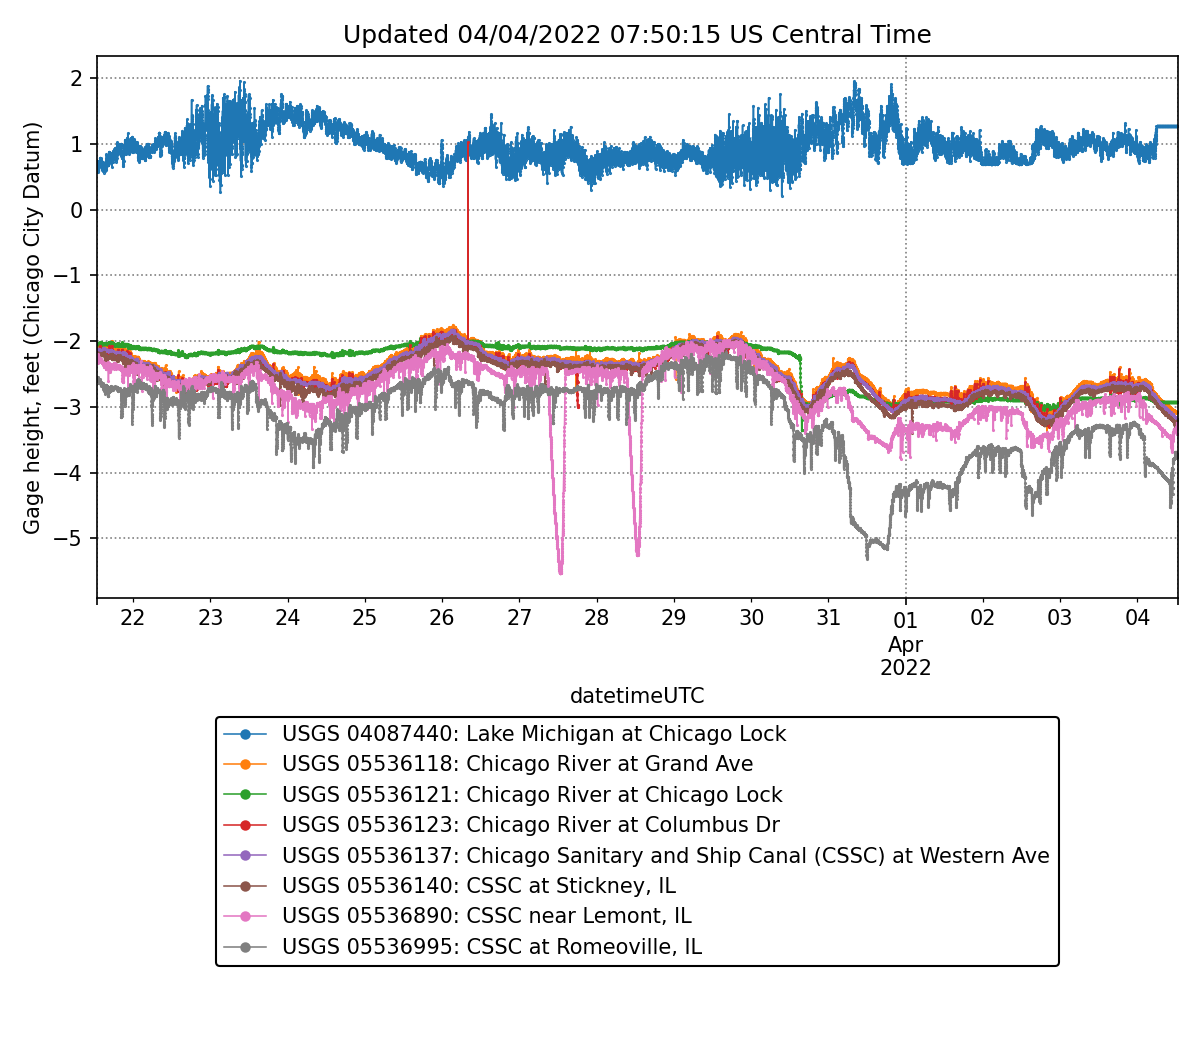 Updated 04/04/2022 07:50:15 US Central Time
Gage height, feet (Chicago City Datum)
2
1
0
−1
−2
−3
−4
−5
22 23 24 25 26 27 28 29 30 31 01 02 03 04
Apr
2022
datetimeUTC
USGS 04087440: Lake Michigan at Chicago Lock
USGS 05536118: Chicago River at Grand Ave
USGS 05536121: Chicago River at Chicago Lock
USGS 05536123: Chicago River at Columbus Dr
USGS 05536137: Chicago Sanitary and Ship Canal (CSSC) at Western Ave
USGS 05536140: CSSC at Stickney, IL
USGS 05536890: CSSC near Lemont, IL
USGS 05536995: CSSC at Romeoville, IL